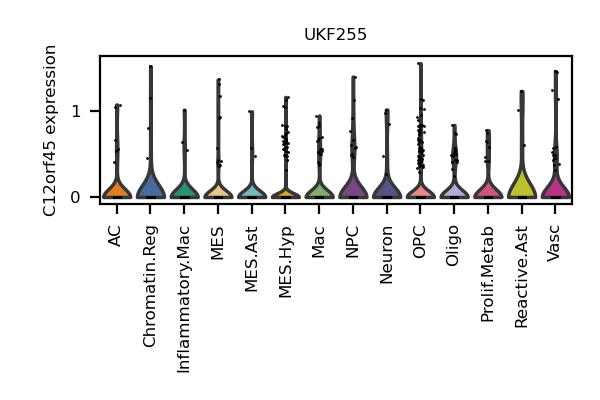 UKF255
C12orf45 expression
1
0
AC
Chromatin.Reg
Inflammatory.Mac
MES
MES.Ast
MES.Hyp
Mac
NPC
Neuron
OPC
Oligo
Prolif.Metab
Reactive.Ast
Vasc